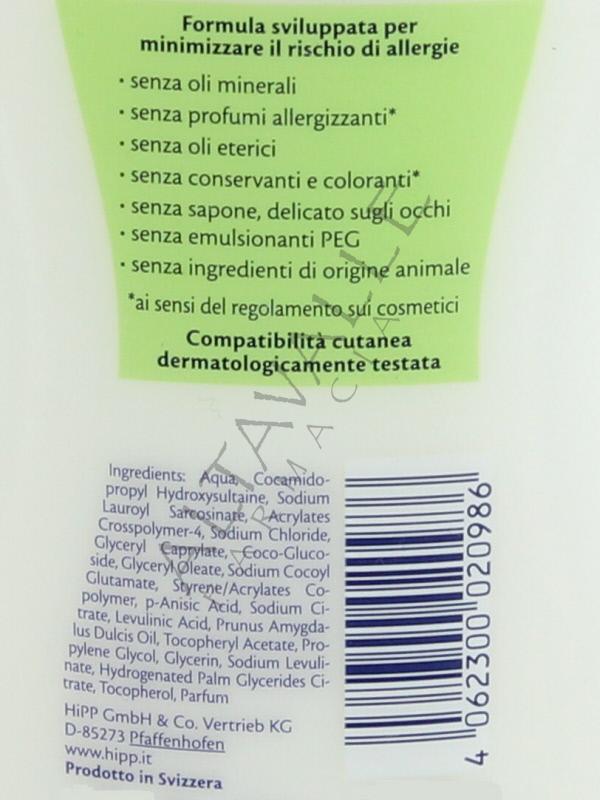 Formula sviluppata per
minimizzare il rischio di allergie
· senza oli minerali
· senza profumi allergizzanti*
· senza oli eterici
· senza conservanti e coloranti*
· senza sapone, delicato sugli occhi
· senza emulsionanti PEG
· senza ingredienti di origine animale
*ai sensi del regolamento sui cosmetici
Compatibilità cutanea
dermatologicamente testata
ALTAVALLE
FARMACIA
Ingredients: Aqua, Cocamido-
propyl Hydroxysultaine, Sodium
Lauroyl Sarcosinate, Acrylates
Crosspolymer-4, Sodium Chloride,
Glyceryl Caprylate, Coco-Gluco-
side, Glyceryl Oleate, Sodium Cocoyl
Glutamate, Styrene/Acrylates Co-
polymer, p-Anisic Acid, Sodium Ci-
trate, Levulinic Acid, Prunus Amygda-
lus Dulcis Oil, Tocopheryl Acetate, Pro-
pylene Glycol, Glycerin, Sodium Levuli-
nate, Hydrogenated Palm Glycerides Ci-
trate, Tocopherol, Parfum
HiPP GmbH & Co. Vertrieb KG
D-85273 Pfaffenhofen
www.hipp.it
Prodotto in Svizzera
4 062300 020986